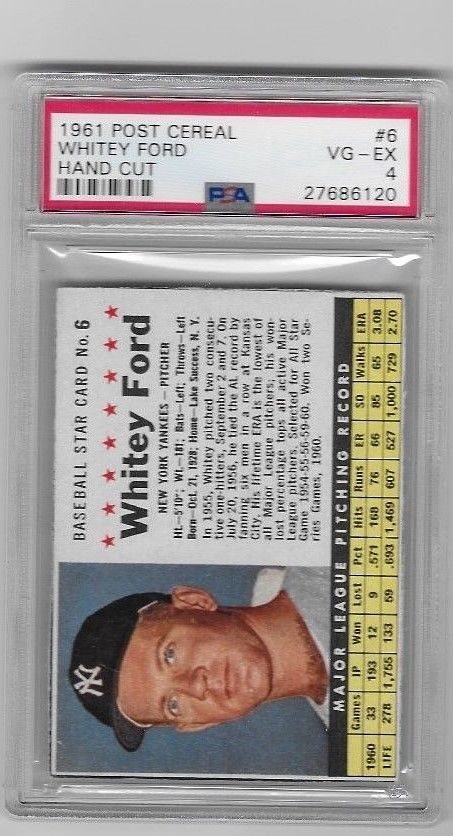 1961 POST CEREAL #6
WHITEY FORD VG-EX
HAND CUT 4
PSA 27686120
BASEBALL STAR CARD No. 6
Whitey Ford
NEW YORK YANKEES — PITCHER
Ht.—5'10"; Wt.—181; Bats—Left; Throws—Left
Born—Oct. 21, 1928; Home—Lake Success, N. Y.
In 1955, Whitey pitched two consecu-
tive one-hitters, September 2 and 7. On
July 20, 1956, he tied the AL record by
fanning six men in a row at Kansas
City. His lifetime ERA is the lowest of
all Major League pitchers; his won-
lost percentage tops all active Major
League pitchers. Selected for All Star
Game 1954-55-56-59-60. Won two Se-
ries Games, 1960.
NY
MAJOR LEAGUE PITCHING RECORD
Games IP Won Lost Pct Hits Runs ER SO Walks ERA
1960 33 193 12 9 .571 168 76 66 85 65 3.08
LIFE 278 1,755 133 59 .693 1,469 607 527 1,000 729 2.70